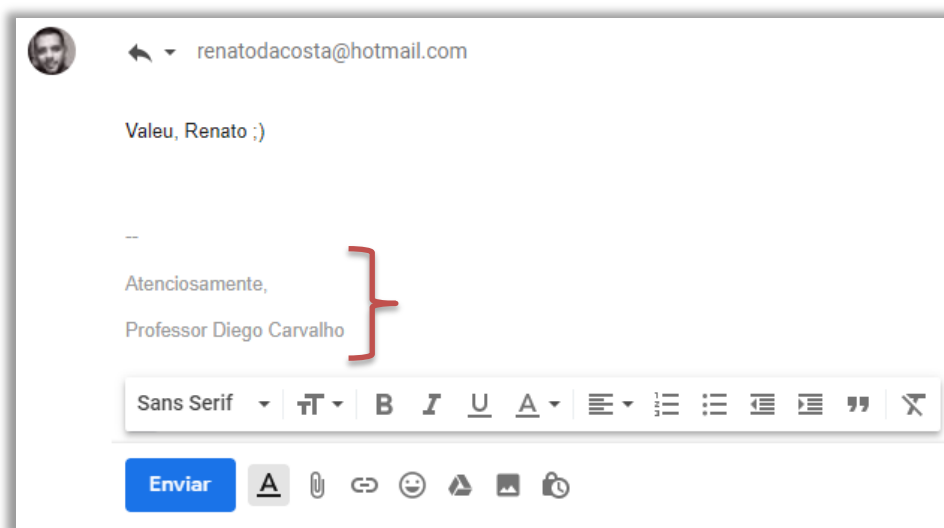 renatodacosta@hotmail.com
Valeu, Renato ;)
--
Atenciosamente,
Professor Diego Carvalho
Sans Serif
Enviar